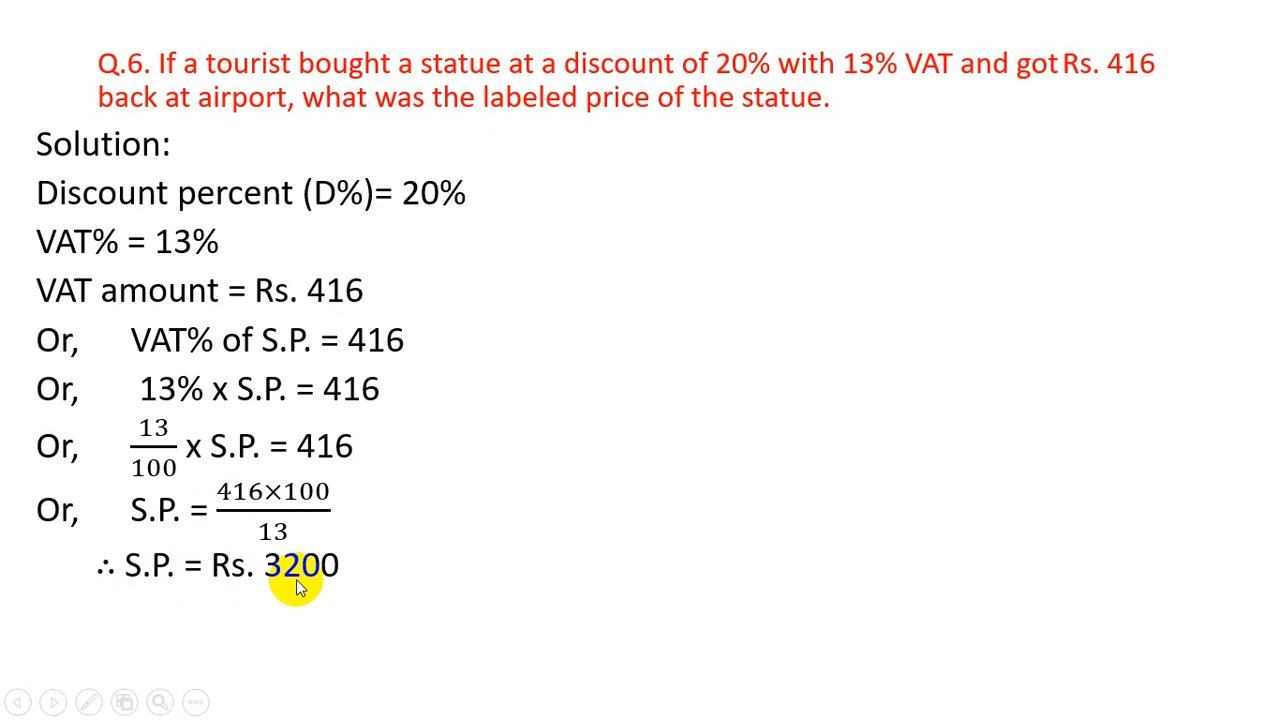 Q.6. If a tourist bought a statue at a discount of 20% with 13% VAT and got Rs. 416
back at airport, what was the labeled price of the statue.
Solution:
Discount percent (D%)= 20%
VAT% = 13%
VAT amount = Rs. 416
Or, VAT% of S.P. = 416
Or, 13% x S.P. = 416
Or, 13/100 x S.P. = 416
Or, S.P. = 416×100/13
∴ S.P. = Rs. 3200